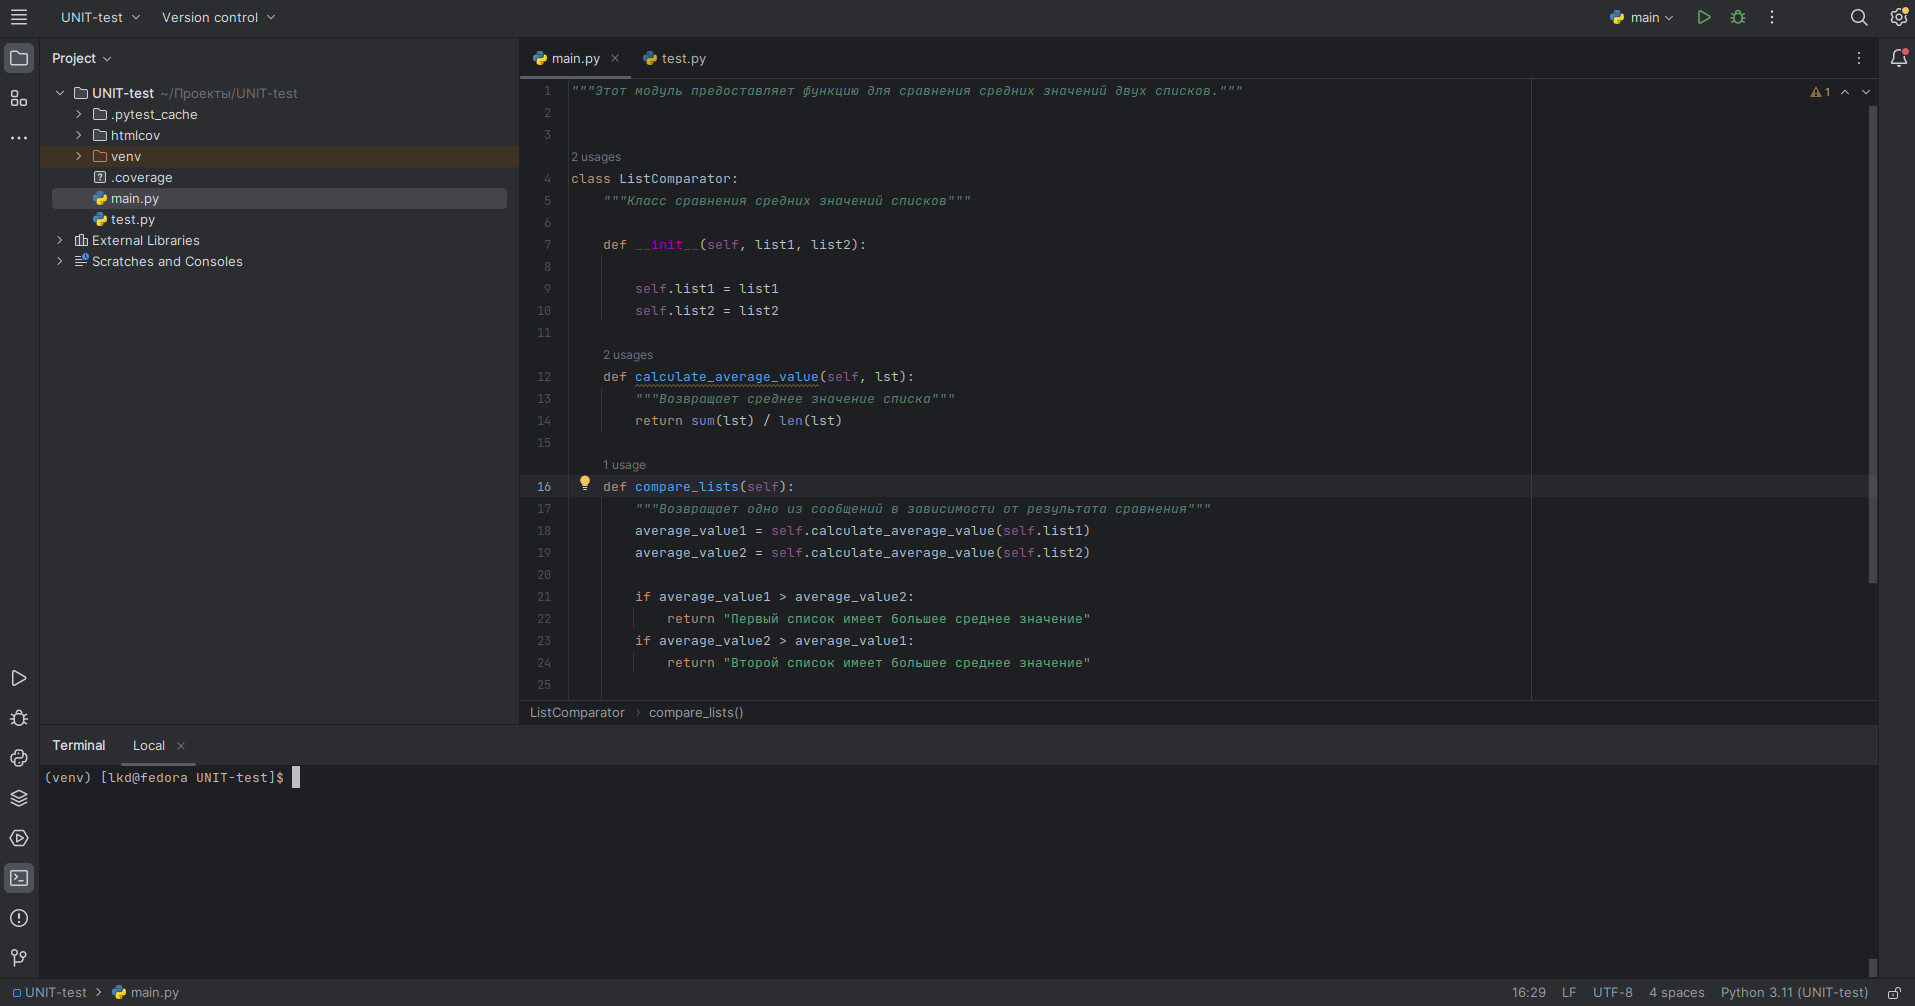 UNIT-test Version control main
Project
main.py test.py
UNIT-test ~/Проекты/UNIT-test
.pytest_cache
htmlcov
venv
.coverage
main.py
test.py
External Libraries
Scratches and Consoles
1 """Этот модуль предоставляет функцию для сравнения средних значений двух списков.""" 1
2
3
2 usages
4 class ListComparator:
5 """Класс сравнения средних значений списков"""
6
7 def __init__(self, list1, list2):
8
9 self.list1 = list1
10 self.list2 = list2
11
2 usages
12 def calculate_average_value(self, lst):
13 """Возвращает среднее значение списка"""
14 return sum(lst) / len(lst)
15
1 usage
16 def compare_lists(self):
17 """Возвращает одно из сообщений в зависимости от результата сравнения"""
18 average_value1 = self.calculate_average_value(self.list1)
19 average_value2 = self.calculate_average_value(self.list2)
20
21 if average_value1 > average_value2:
22 return "Первый список имеет большее среднее значение"
23 if average_value2 > average_value1:
24 return "Второй список имеет большее среднее значение"
25
ListComparator › compare_lists()
Terminal Local
(venv) [lkd@fedora UNIT-test]$
UNIT-test › main.py 16:29 LF UTF-8 4 spaces Python 3.11 (UNIT-test)